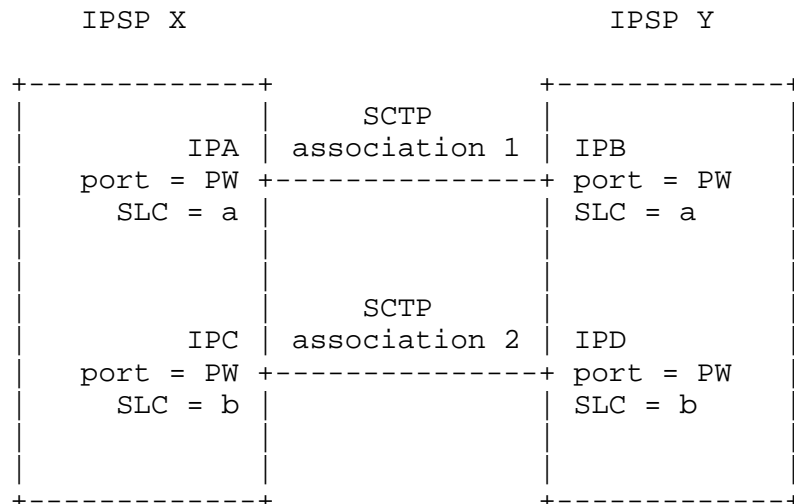 IPSP X IPSP Y
SCTP
IPA association 1 IPB
port = PW port = PW
SLC = a SLC = a
SCTP
IPC association 2 IPD
port = PW port = PW
SLC = b SLC = b